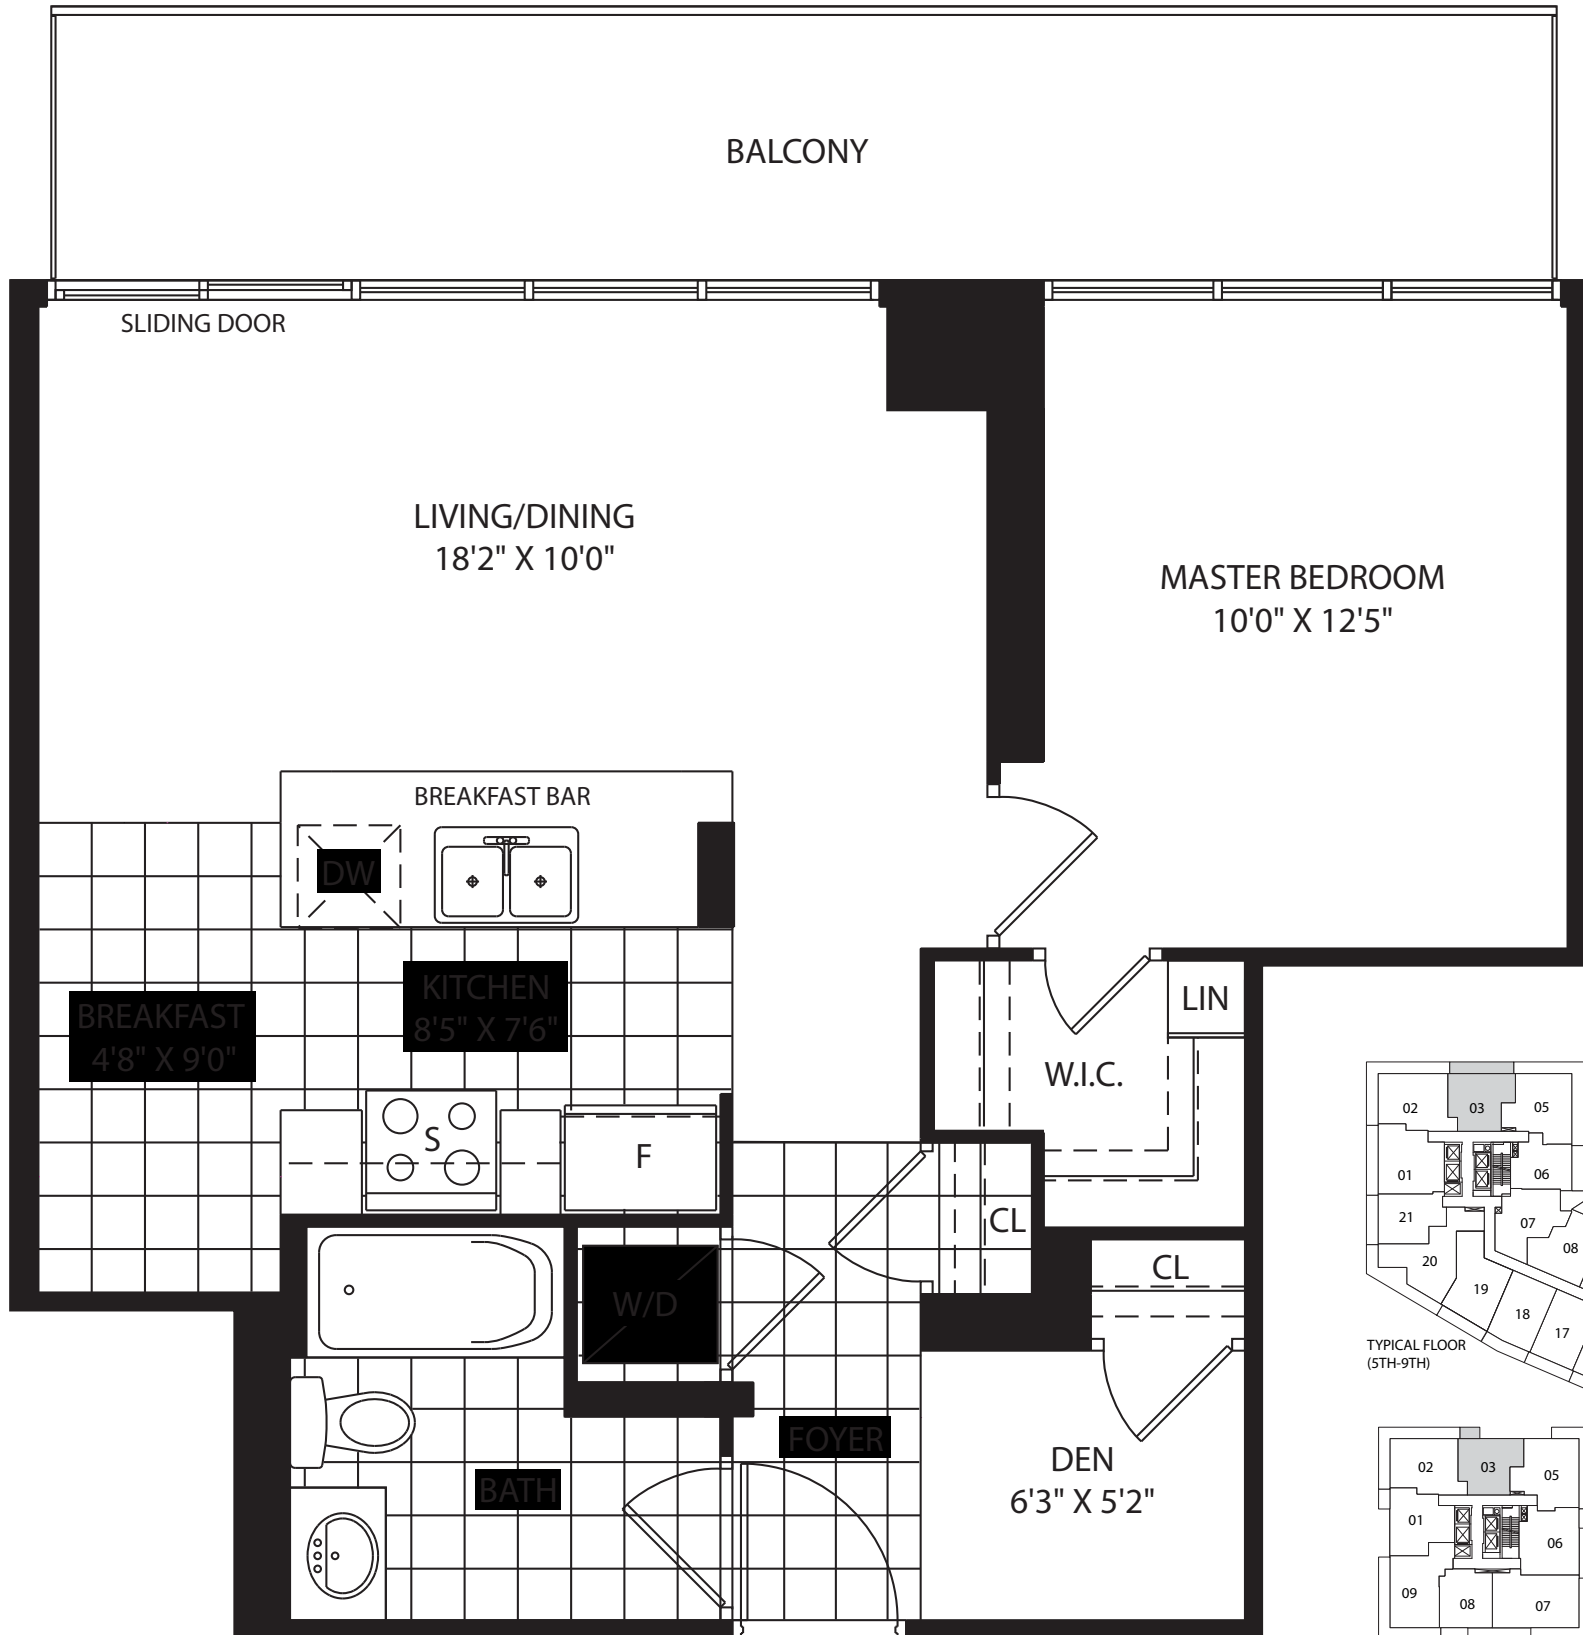 BALCONY
SLIDING DOOR
LIVING/DINING
18'2" X 10'0"
MASTER BEDROOM
10'0" X 12'5"
BREAKFAST BAR
DW
KITCHEN
8'5" X 7'6"
BREAKFAST
4'8" X 9'0"
LIN
W.I.C.
S
F
CL
CL
W/D
FOYER
BATH
DEN
6'3" X 5'2"
02
03
05
01
06
21
07
20
08
19
18
17
TYPICAL FLOOR
(5TH-9TH)
02
03
05
01
06
09
08
07